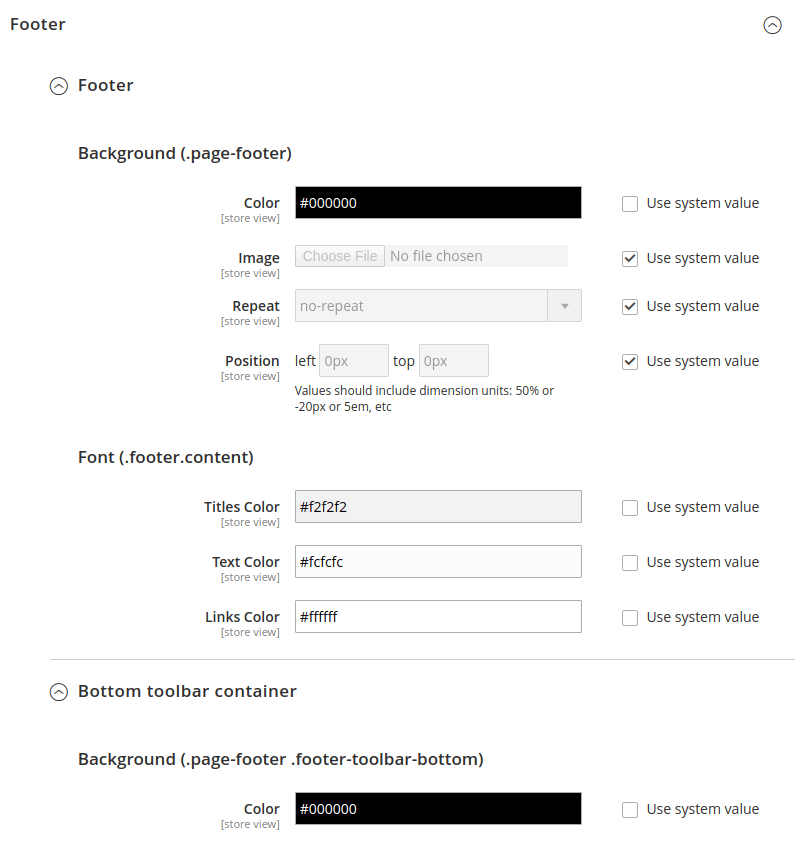 Footer
Footer
Background (.page-footer)
Color #000000 Use system value
[store view]
Image Choose File No file chosen Use system value
[store view]
Repeat no-repeat Use system value
[store view]
Position left 0px top 0px Use system value
[store view]
Values should include dimension units: 50% or
-20px or 5em, etc
Font (.footer.content)
Titles Color #f2f2f2 Use system value
[store view]
Text Color #fcfcfc Use system value
[store view]
Links Color #ffffff Use system value
[store view]
Bottom toolbar container
Background (.page-footer .footer-toolbar-bottom)
Color #000000 Use system value
[store view]